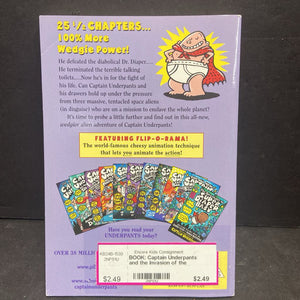 25 1/2 CHAPTERS...
100% More
Wedgie Power!
He defeated the diabolical Dr. Diaper....He
terminated the terrible talking
toilets....Now he's in for the fight of
his life. Can Captain Underpants and
his drawers hold up under the pressure
from three massive, tentacled space aliens
(in disguise) who are on a mission to enslave the planet?
It's time to probe a little farther and find out in this all-new,
wedgier alien adventure of Captain Underpants!
FEATURING FLIP-O-RAMA!
The world-famous cheesy animation
technique that lets you animate the action!
Have you read your
UNDERPANTS today?
OVER 38 MILLI
Encore Kids Consignment
BOOK: Captain Underpants
and the Invasion of the
$2.49
$2.49